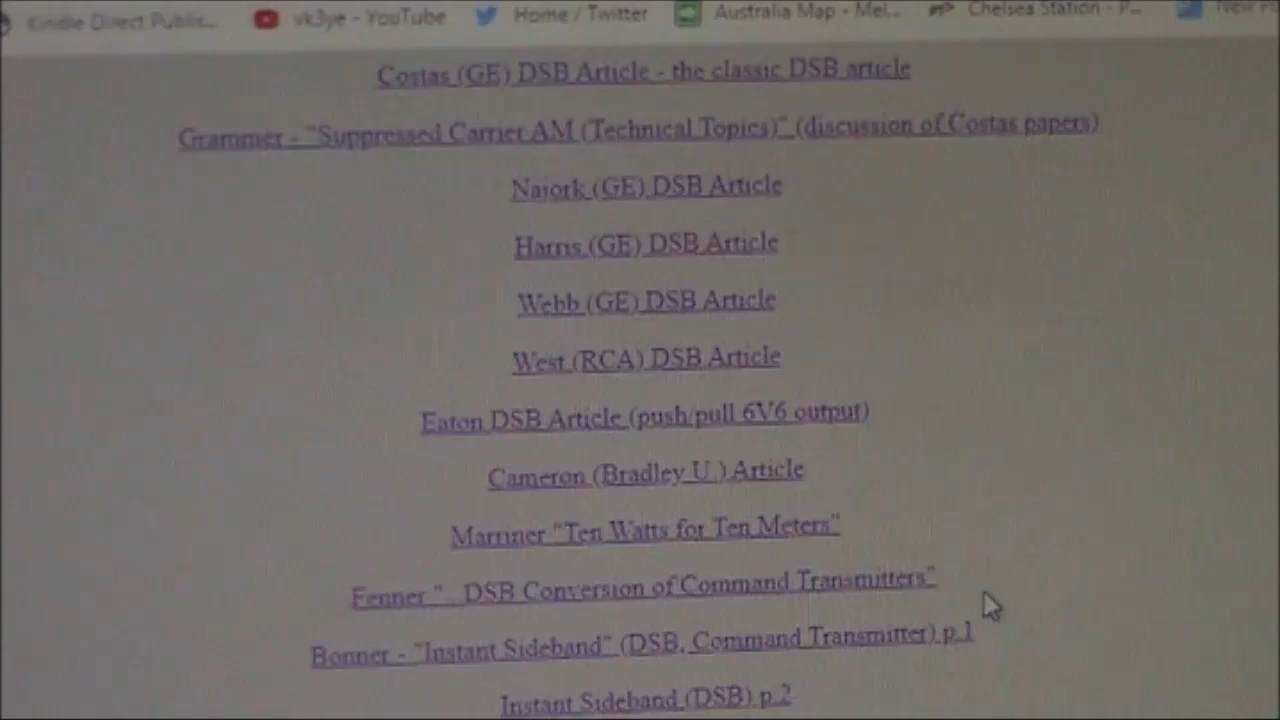 Kindle Direct Public... vk3ye - YouTube Home / Twitter Australia Map - Mel... PTV Chelsea Station - P... New
Costas (GE) DSB Article - the classic DSB article
Grammer - "Suppressed Carrier AM (Technical Topics)" (discussion of Costas papers)
Najork (GE) DSB Article
Harris (GE) DSB Article
Webb (GE) DSB Article
West (RCA) DSB Article
Eaton DSB Article (push/pull 6V6 output)
Cameron (Bradley U.) Article
Marriner "Ten Watts for Ten Meters"
Fenner "...DSB Conversion of Command Transmitters"
Bonner - "Instant Sideband" (DSB, Command Transmitter) p.1
Instant Sideband (DSB) p.2